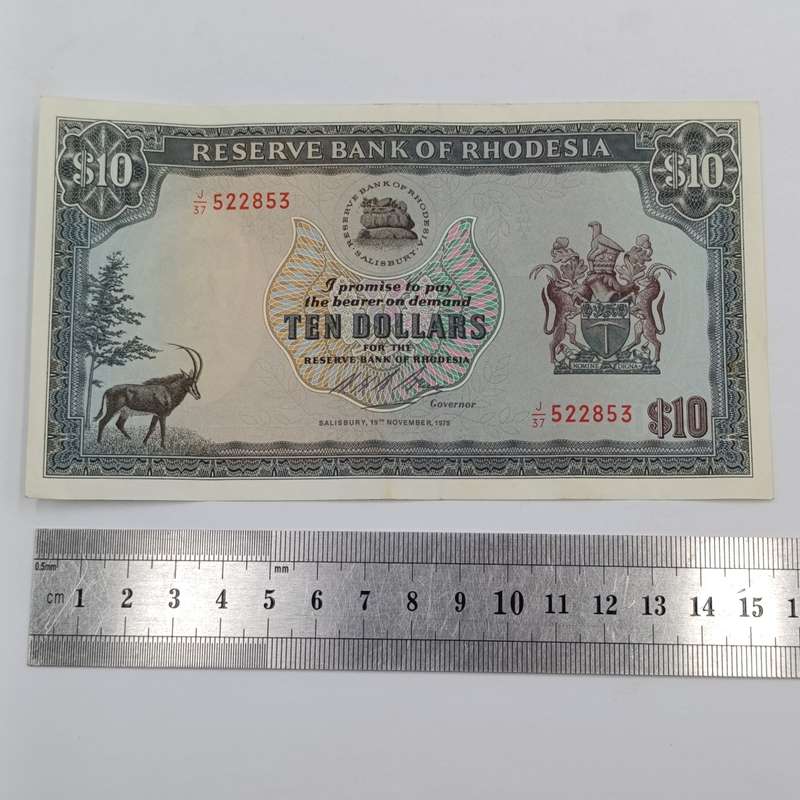 RESERVE BANK OF RHODESIA
$10
$10
J/37 522853
RESERVE BANK OF RHODESIA
· SALISBURY ·
I promise to pay
the bearer on demand
TEN DOLLARS
FOR THE
RESERVE BANK OF RHODESIA
Governor
SALISBURY, 19TH NOVEMBER, 1975
J/37 522853
$10
0.5mm
mm
cm 1 2 3 4 5 6 7 8 9 10 11 12 13 14 15